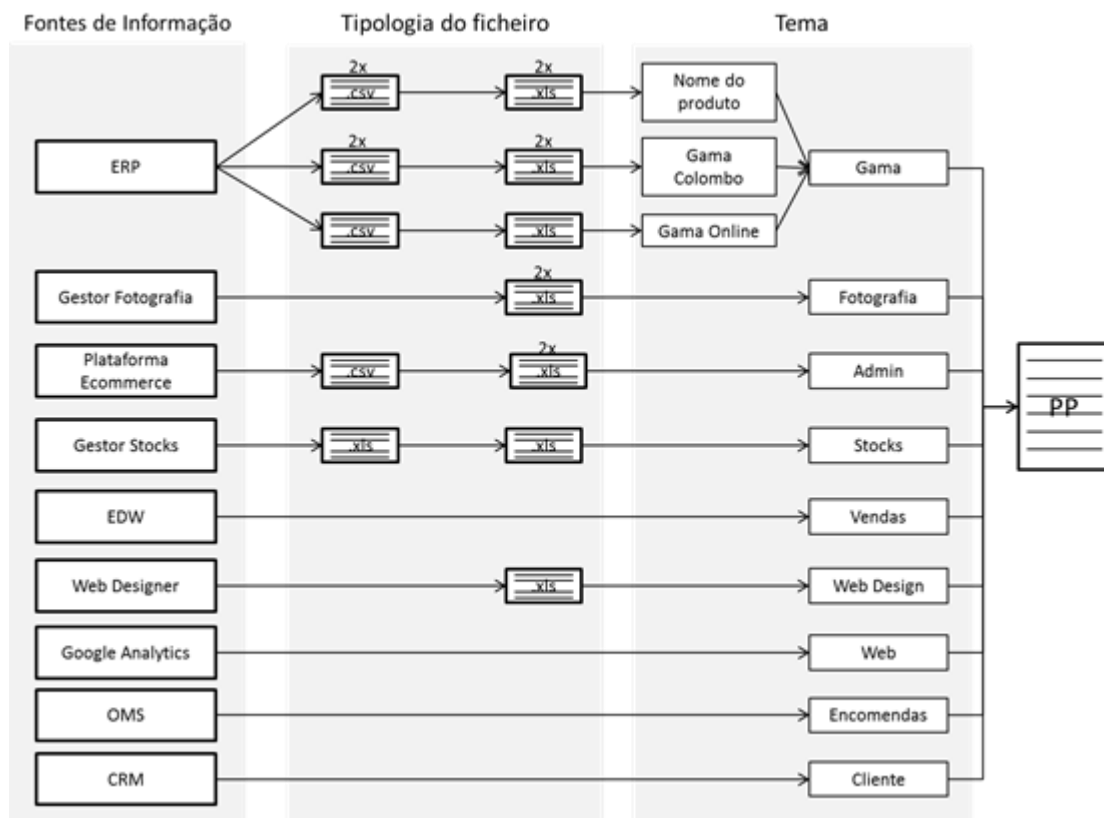 Fontes de Informação
Tipologia do ficheiro
Tema
2x
2x
.csv
.xls
Nome do
produto
ERP
2x
2x
.csv
.xls
Gama
Colombo
Gama
.csv
.xls
Gama Online
Gestor Fotografia
2x
.xls
Fotografia
Plataforma
Ecommerce
.csv
2x
.xls
Admin
PP
Gestor Stocks
.xls
.xls
Stocks
EDW
Vendas
Web Designer
.xls
Web Design
Google Analytics
Web
OMS
Encomendas
CRM
Cliente